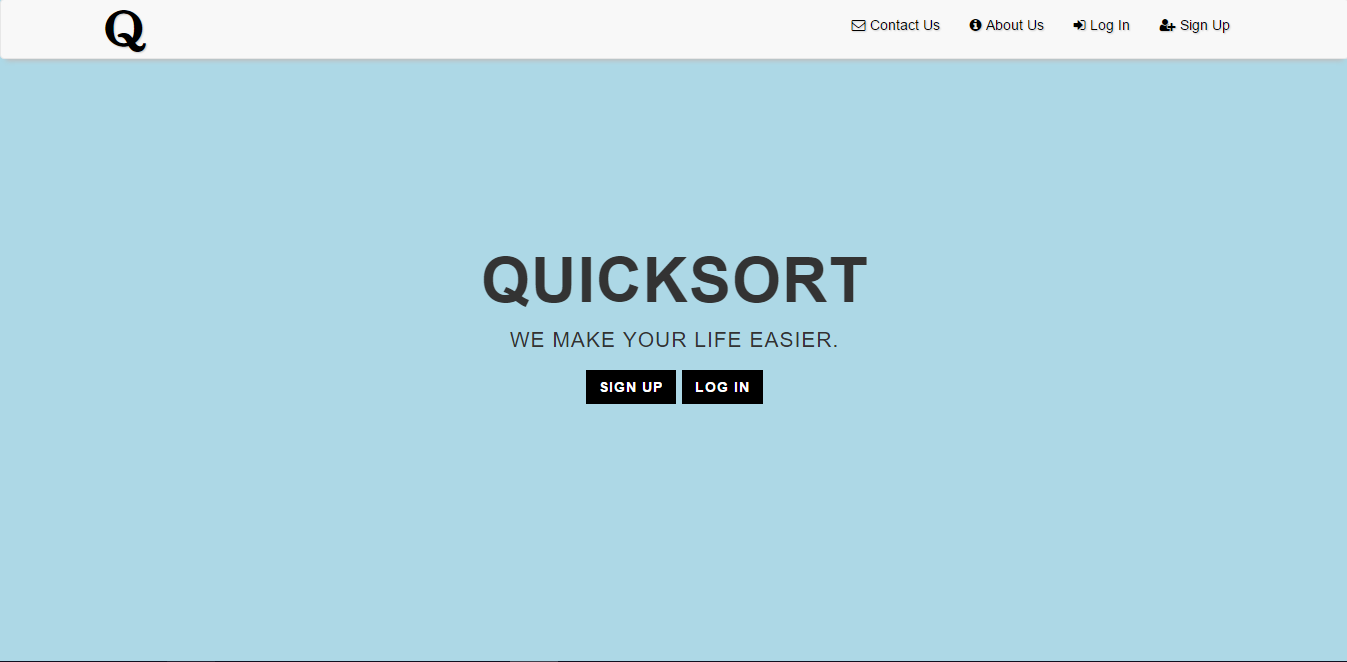 Q
Contact Us
About Us
Log In
Sign Up
QUICKSORT
WE MAKE YOUR LIFE EASIER.
SIGN UP
LOG IN